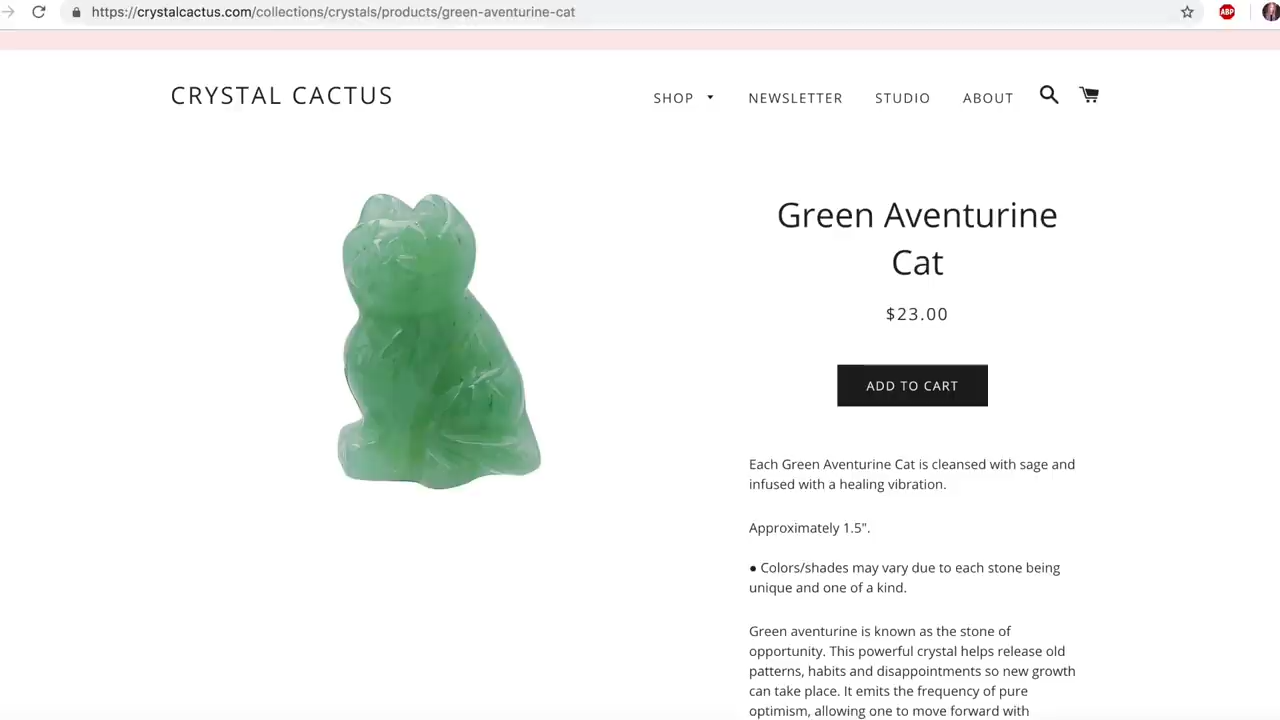 https://crystalcactus.com/collections/crystals/products/green-aventurine-cat
ABP
CRYSTAL CACTUS
SHOP
NEWSLETTER
STUDIO
ABOUT
Green Aventurine
Cat
$23.00
ADD TO CART
Each Green Aventurine Cat is cleansed with sage and
infused with a healing vibration.
Approximately 1.5".
● Colors/shades may vary due to each stone being
unique and one of a kind.
Green aventurine is known as the stone of
opportunity. This powerful crystal helps release old
patterns, habits and disappointments so new growth
can take place. It emits the frequency of pure
optimism, allowing one to move forward with